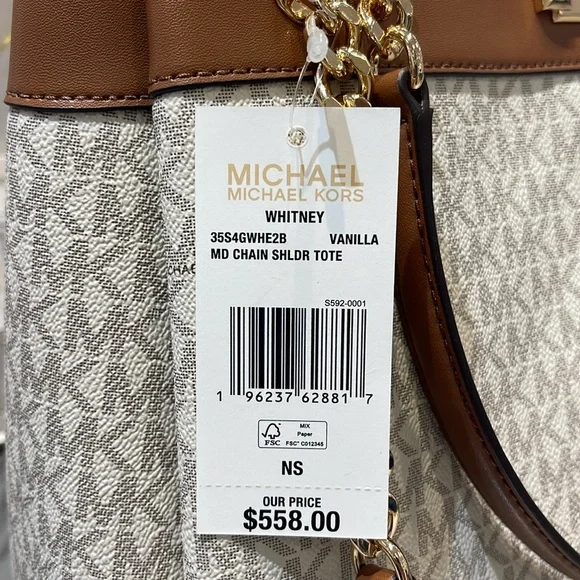 MICHAEL
MICHAEL KORS
WHITNEY
35S4GWHE2B VANILLA
MD CHAIN SHLDR TOTE
S592-0001
1 96237 62881 7
FSC
MIX
Paper
FSC® C012345
NS
OUR PRICE
$558.00